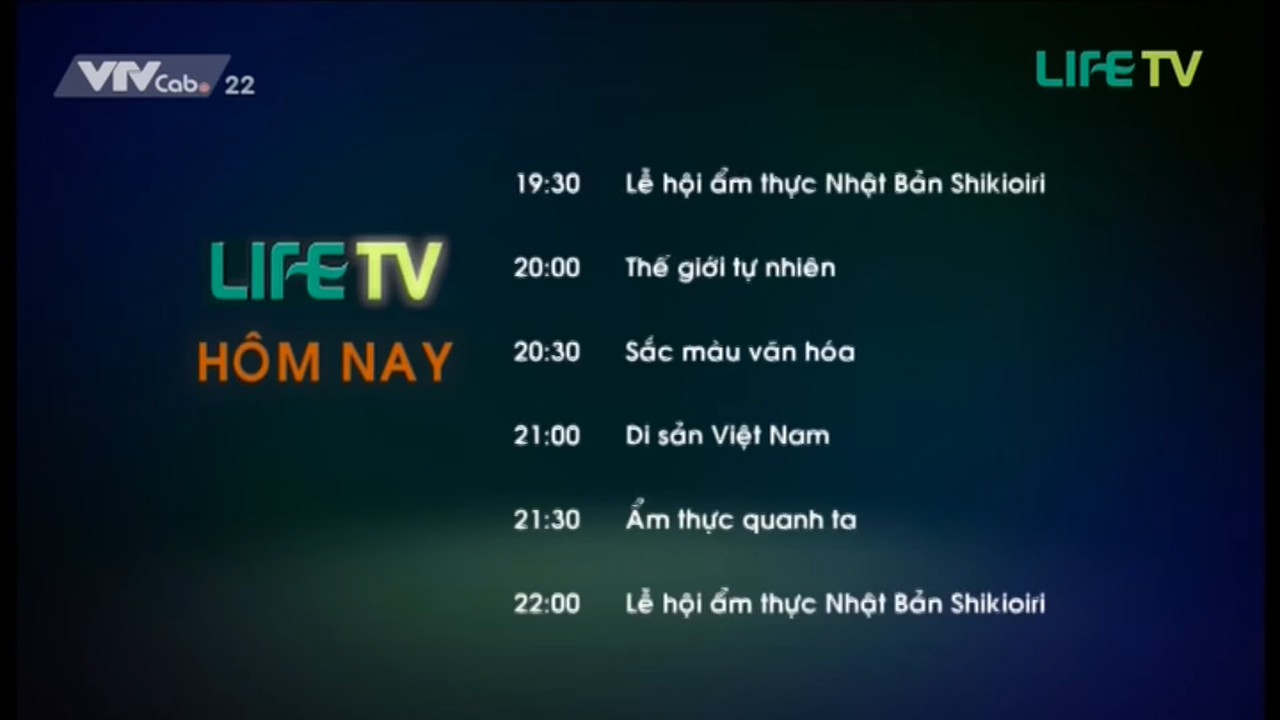 VTVCab 22
LIFE TV
19:30 Lễ hội ẩm thực Nhật Bản Shikioiri
20:00 Thế giới tự nhiên
LIFE TV
HÔM NAY
20:30 Sắc màu văn hóa
21:00 Di sản Việt Nam
21:30 Ẩm thực quanh ta
22:00 Lễ hội ẩm thực Nhật Bản Shikioiri